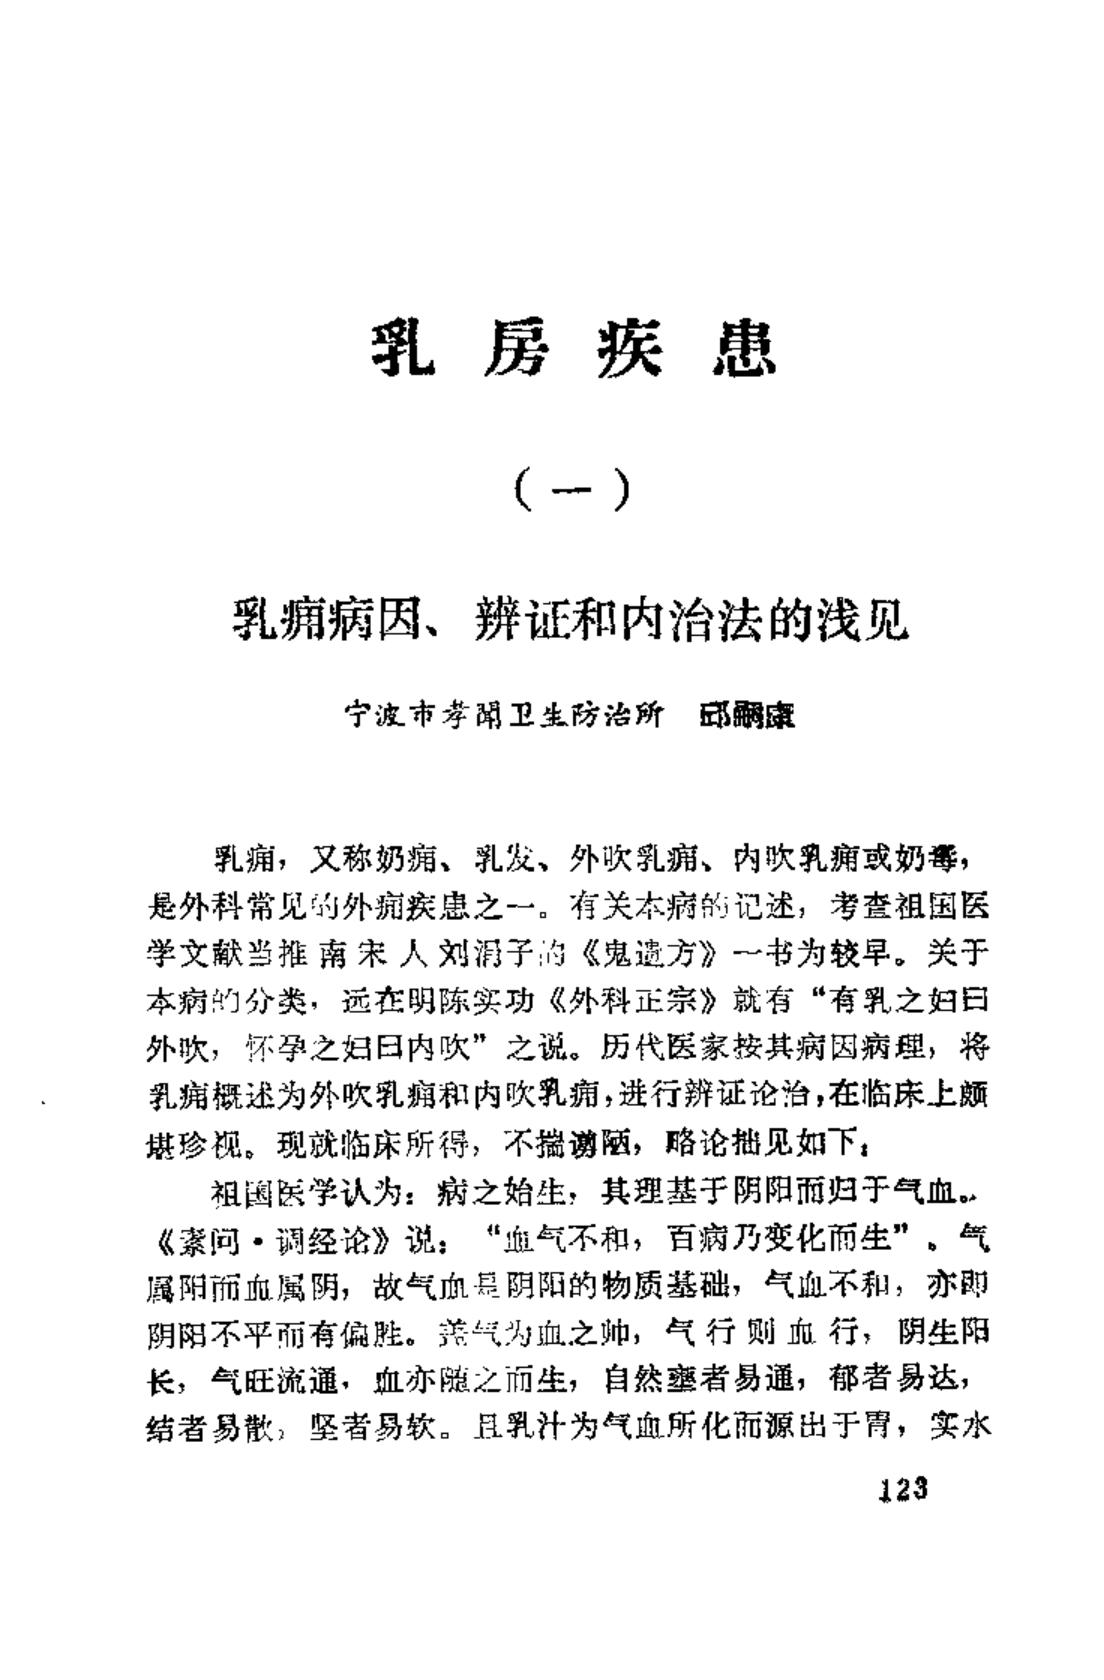 乳房疾患
（一）
乳痈病因、辨证和内治法的浅见
宁波市孝闻卫生防治所　邱嗣康
乳痈，又称奶痈、乳发、外吹乳痈、内吹乳痈或奶毒，
是外科常见的外痈疾患之一。有关本病的记述，考查祖国医
学文献当推南宋人刘涓子的《鬼遗方》一书为较早。关于
本病的分类，远在明陈实功《外科正宗》就有“有乳之妇曰
外吹，怀孕之妇曰内吹”之说。历代医家按其病因病理，将
乳痈概述为外吹乳痈和内吹乳痈，进行辨证论治，在临床上颇
堪珍视。现就临床所得，不揣谫陋，略论拙见如下：
祖国医学认为：病之始生，其理基于阴阳而归于气血。
《素问·调经论》说：“血气不和，百病乃变化而生”。气
属阳而血属阴，故气血是阴阳的物质基础，气血不和，亦即
阴阳不平而有偏胜。盖气为血之帅，气行则血行，阴生阳
长，气旺流通，血亦随之而生，自然壅者易通，郁者易达，
结者易散，坚者易软。且乳汁为气血所化而源出于胃，实水
123